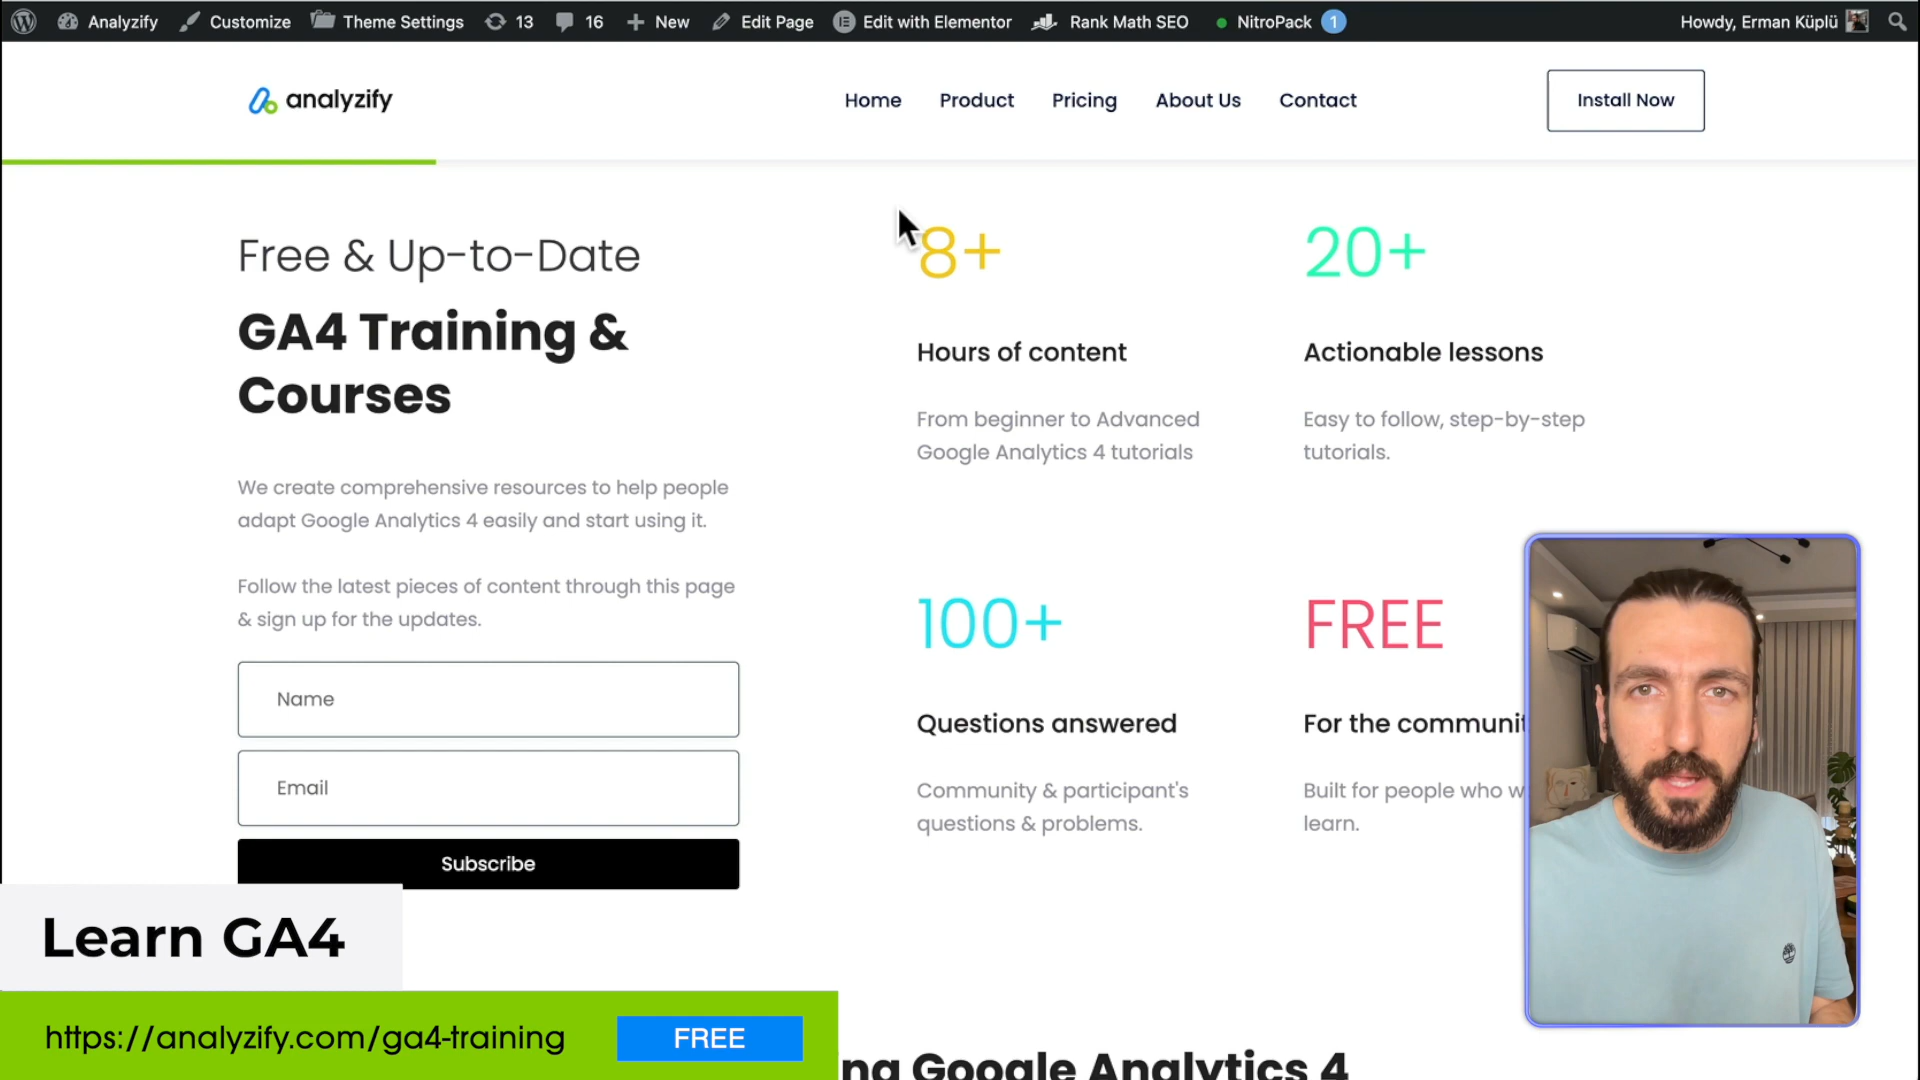 Analyzify Customize Theme Settings 13 16 New Edit Page Edit with Elementor Rank Math SEO NitroPack 1 Howdy, Erman Küplü
analyzify Home Product Pricing About Us Contact Install Now
Free & Up-to-Date
GA4 Training &
Courses
We create comprehensive resources to help people
adapt Google Analytics 4 easily and start using it.
Follow the latest pieces of content through this page
& sign up for the updates.
Name
Email
Subscribe
8+
Hours of content
From beginner to Advanced
Google Analytics 4 tutorials
20+
Actionable lessons
Easy to follow, step-by-step
tutorials.
100+
Questions answered
Community & participant's
questions & problems.
FREE
For the communit
Built for people who w
learn.
Learn GA4
https://analyzify.com/ga4-training FREE
ng Google Analytics 4